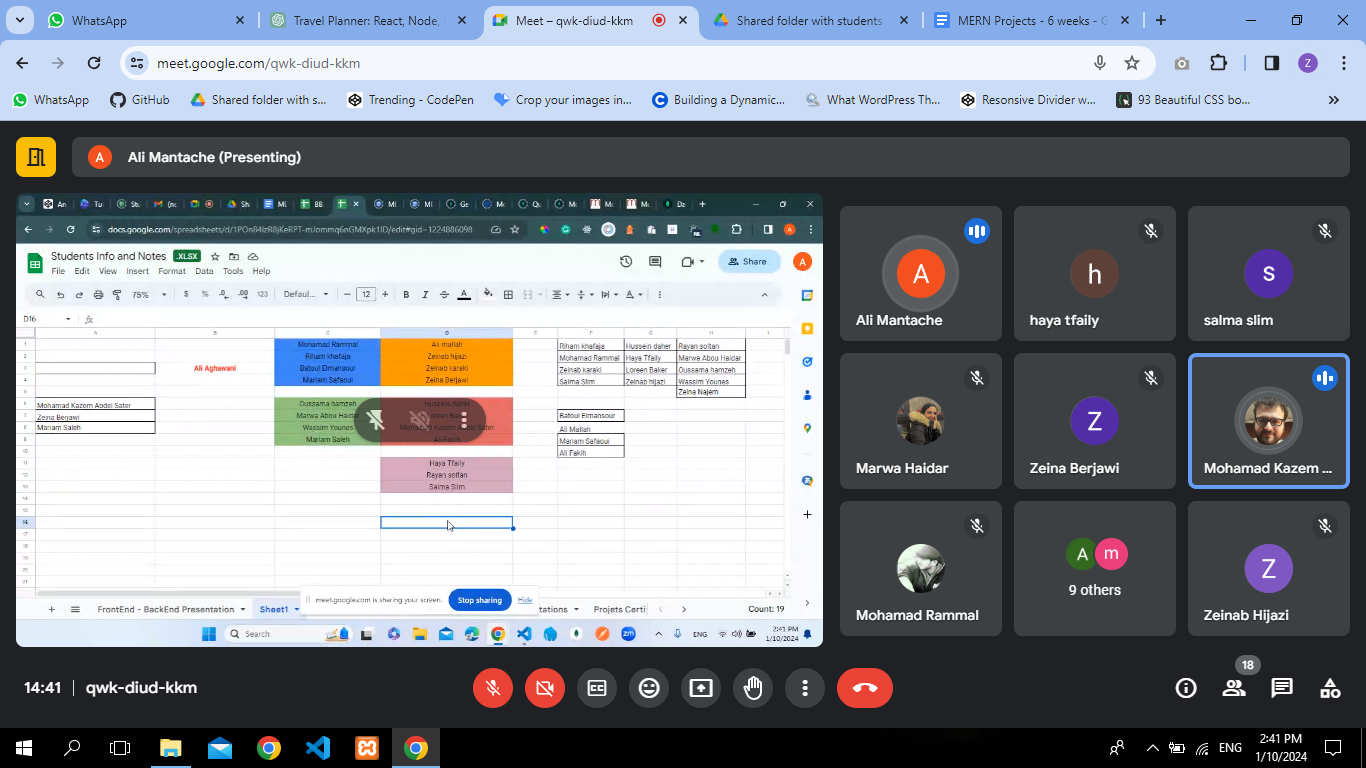 WhatsApp
Travel Planner: React, Node,
Meet – qwk-diud-kkm
Shared folder with students
MERN Projects - 6 weeks - G
meet.google.com/qwk-diud-kkm
WhatsApp
GitHub
Shared folder with s...
Trending - CodePen
Crop your images in...
Building a Dynamic...
What WordPress Th...
Resonsive Divider w...
93 Beautiful CSS bo...
A
Ali Mantache (Presenting)
Students Info and Notes .XLSX
File Edit View Insert Format Data Tools Help
Share
A
75% $ % .0 .00 123 Defaul... 12 B I A
D16
A B C D E F G H I
Mohamad Rammal Ali mallah Riham khafaja Hussein daher Rayan soltan
Riham khafaja Zeinab hijazi Mohamad Rammal Haya Tfaily Marwa Abou Haidar
Ali Aghawani Batoul Elmansour Zeinab karaki Zeinab karaki Loreen Baker Oussama hamzeh
Mariam Safaoui Zeina Berjawi Salma Slim Zeinab hijazi Wassim Younes
Zeina Najem
Mohamad Kazem Abdel Sater Oussama hamzeh Hussein daher
Zeina Berjawi Marwa Abou Haidar Loreen Baker Batoul Elmansour
Mariam Saleh Wassim Younes Mohamad Kazem Abdel Sater Ali Mallah
Mariam Saleh Ali Fakih Mariam Safaoui
Ali Fakih
Haya Tfaily
Rayan soltan
Salma Slim
FrontEnd - BackEnd Presentation Sheet1
meet.google.com is sharing your screen.
Stop sharing
Hide
tations
Projets Certi
Count: 19
Search
ENG
2:41 PM
1/10/2024
A
Ali Mantache
h
haya tfaily
s
salma slim
Marwa Haidar
Z
Zeina Berjawi
Mohamad Kazem ...
Mohamad Rammal
A m
9 others
Z
Zeinab Hijazi
14:41
qwk-diud-kkm
18
ENG
2:41 PM
1/10/2024